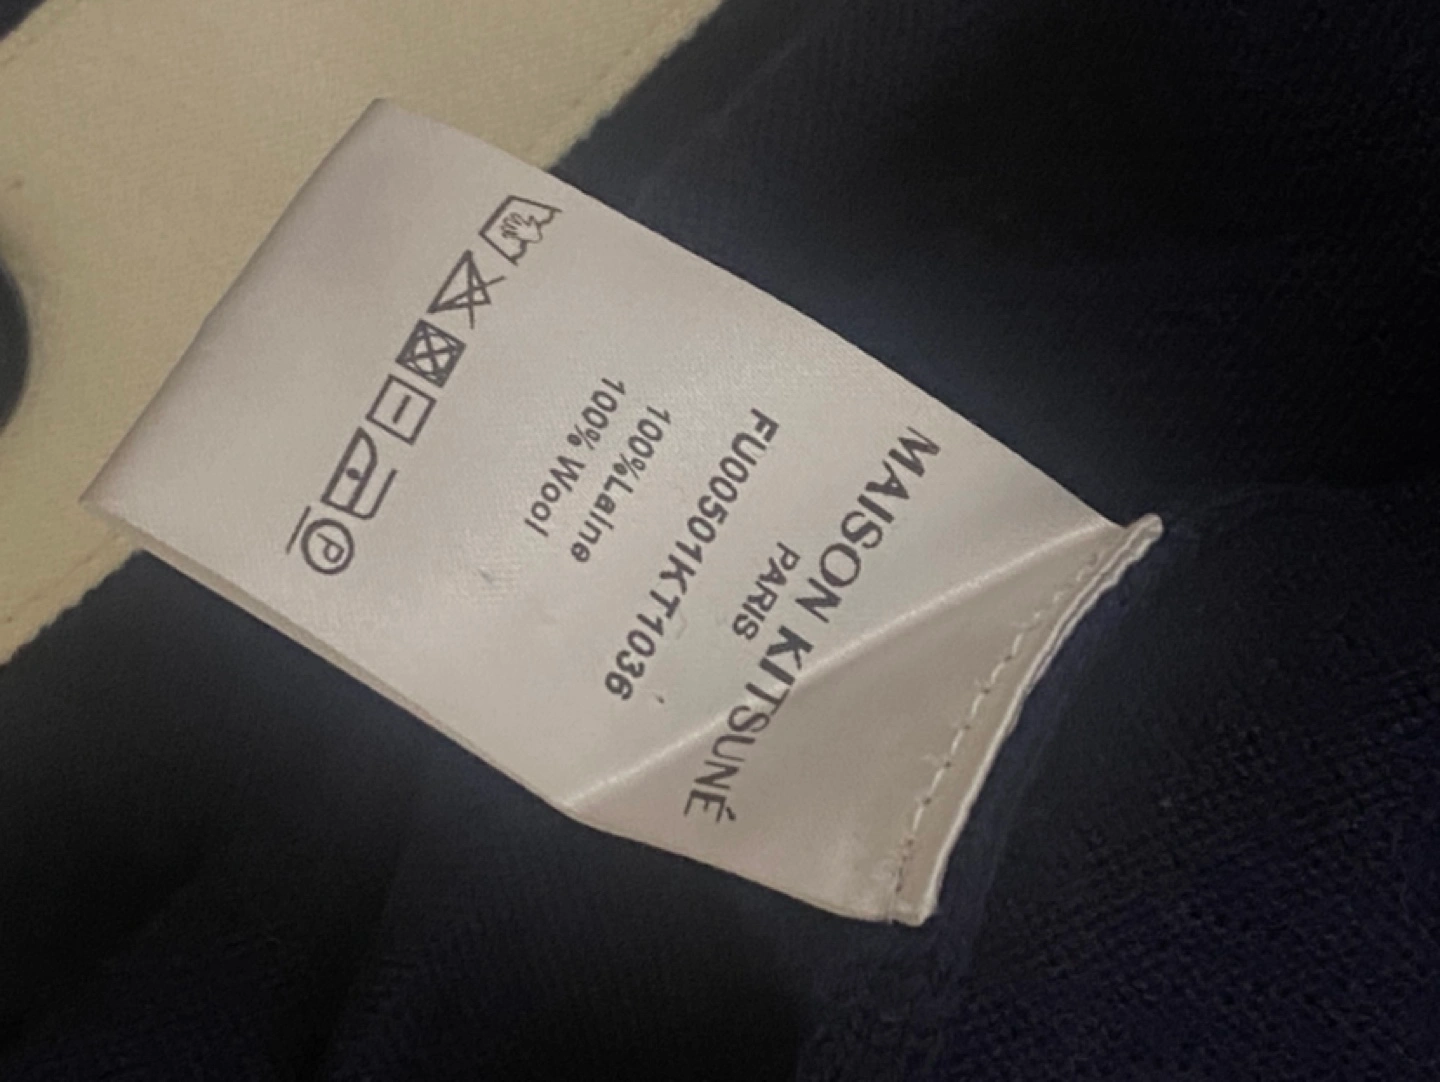 MAISON KITSUNÉ
PARIS
FU00501KT1036
100%Laine
100% Wool
P